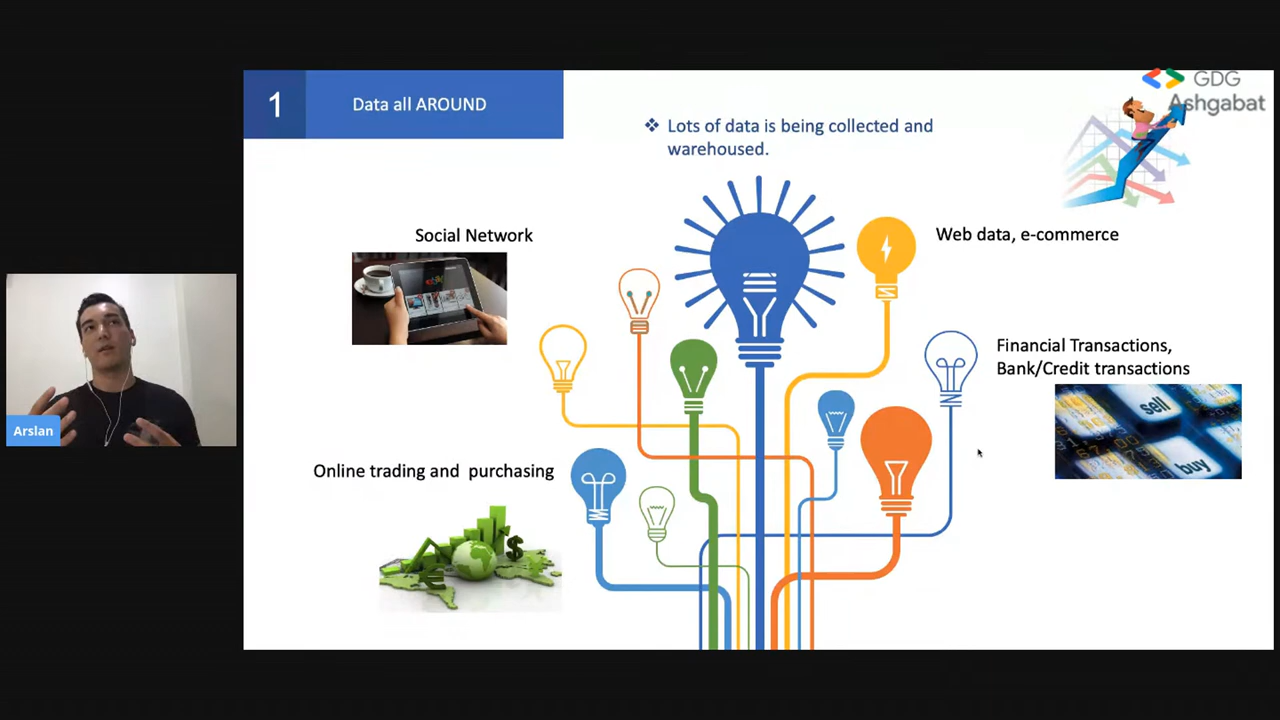 1
Data all AROUND
GDG
Ashgabat
❖ Lots of data is being collected and
warehoused.
Social Network
Web data, e-commerce
Financial Transactions,
Bank/Credit transactions
sell
buy
Arslan
Online trading and purchasing
$
€